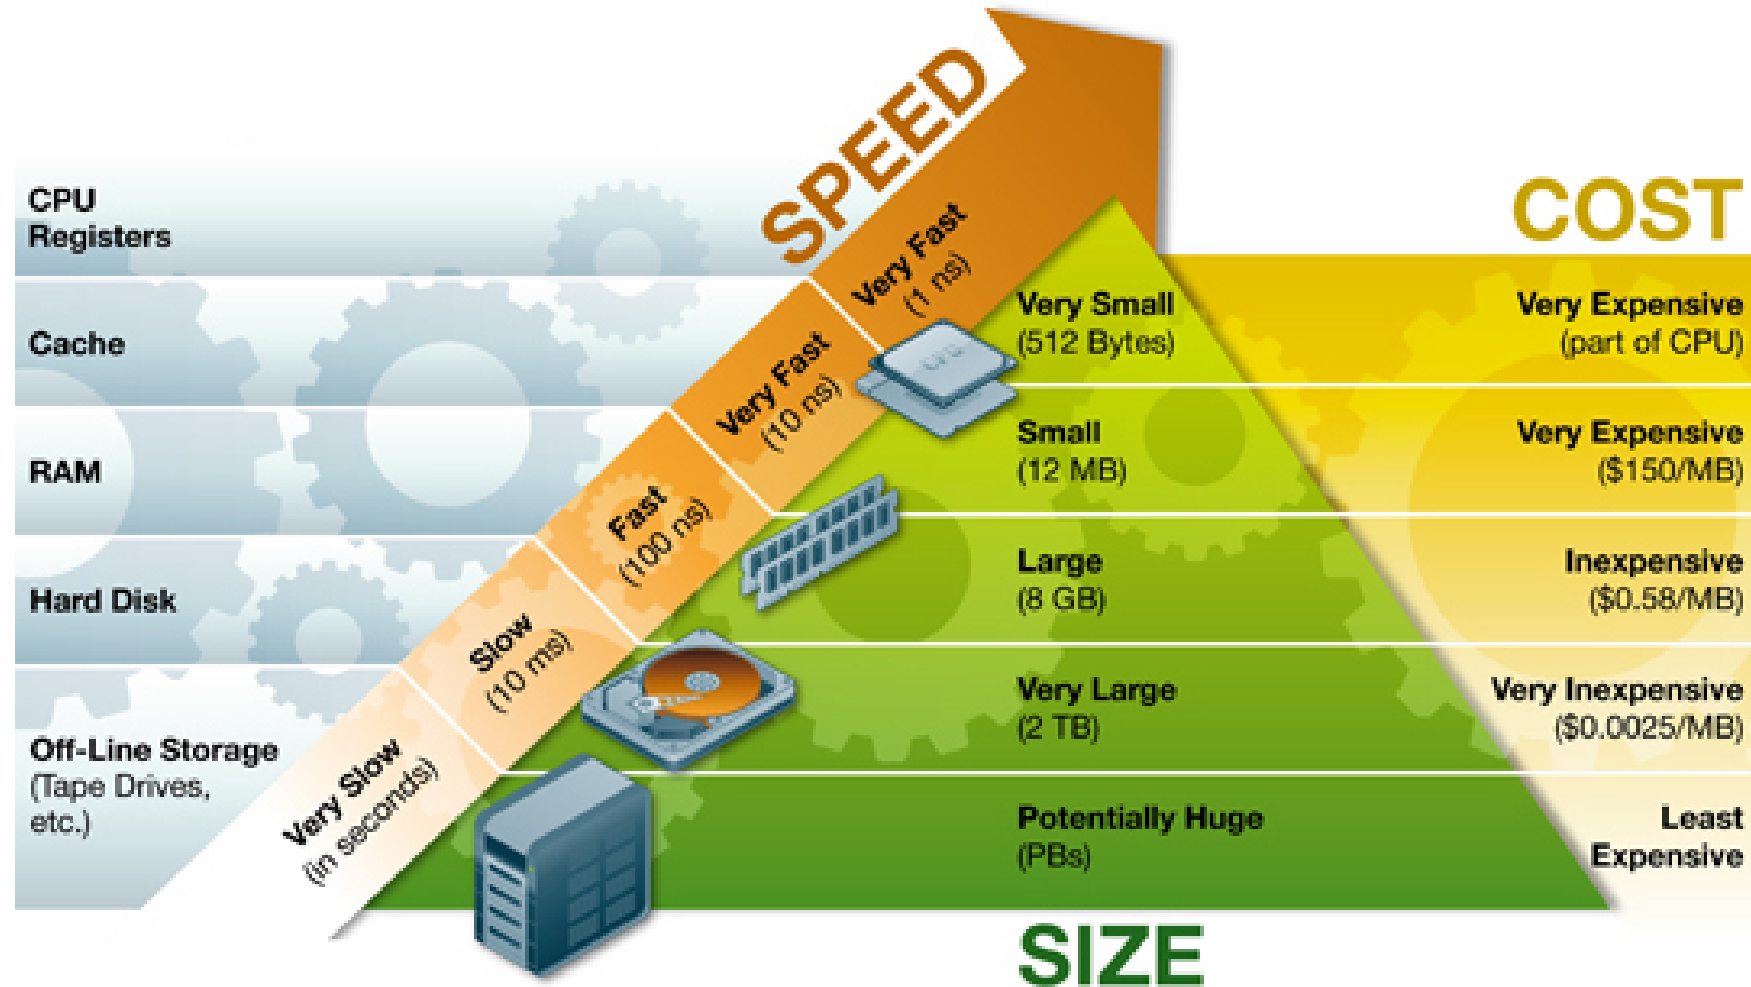 SPEED
COST
CPU
Registers
Very Fast
(1 ns)
Very Small
(512 Bytes)
Very Expensive
(part of CPU)
Cache
Very Fast
(10 ns)
Small
(12 MB)
Very Expensive
($150/MB)
RAM
Fast
(100 ns)
Large
(8 GB)
Inexpensive
($0.58/MB)
Hard Disk
Slow
(10 ms)
Very Large
(2 TB)
Very Inexpensive
($0.0025/MB)
Off-Line Storage
(Tape Drives,
etc.)
Very Slow
(in seconds)
Potentially Huge
(PBs)
Least
Expensive
SIZE
CPU